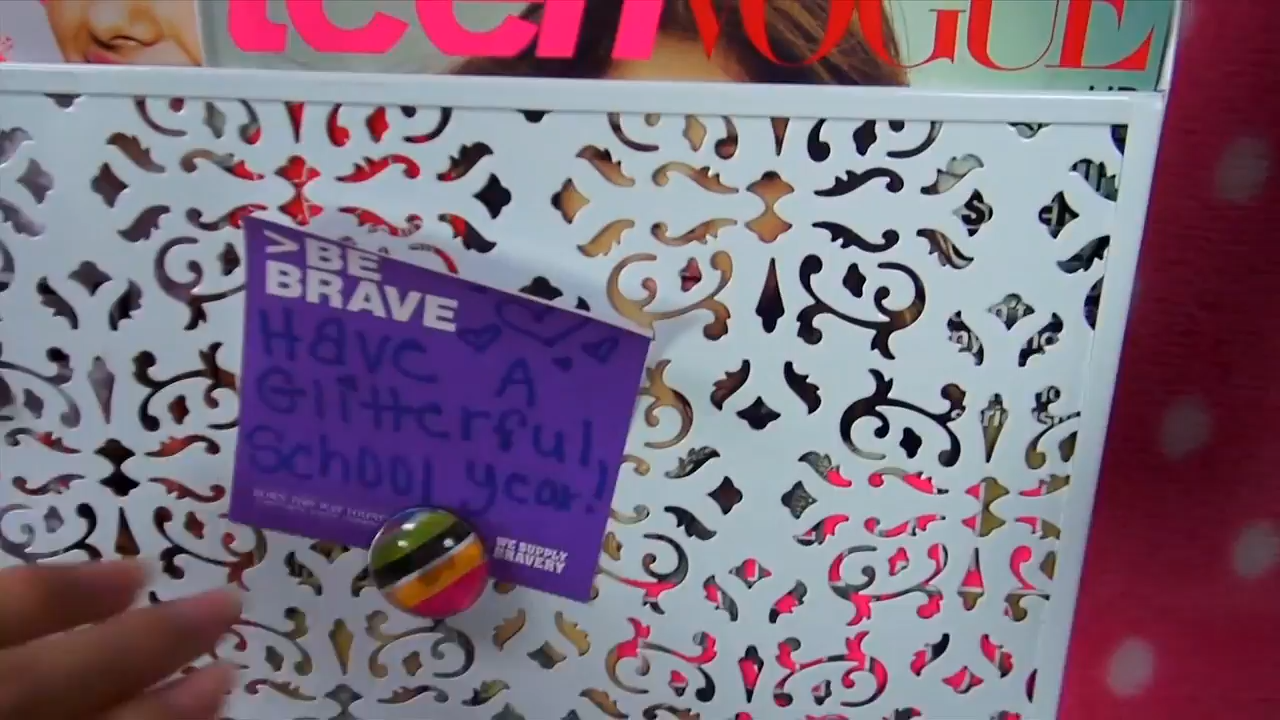 teen VOGUE
>BE
BRAVE
Have A
Glitterful,
School year!
WE SUPPLY
BRAVERY